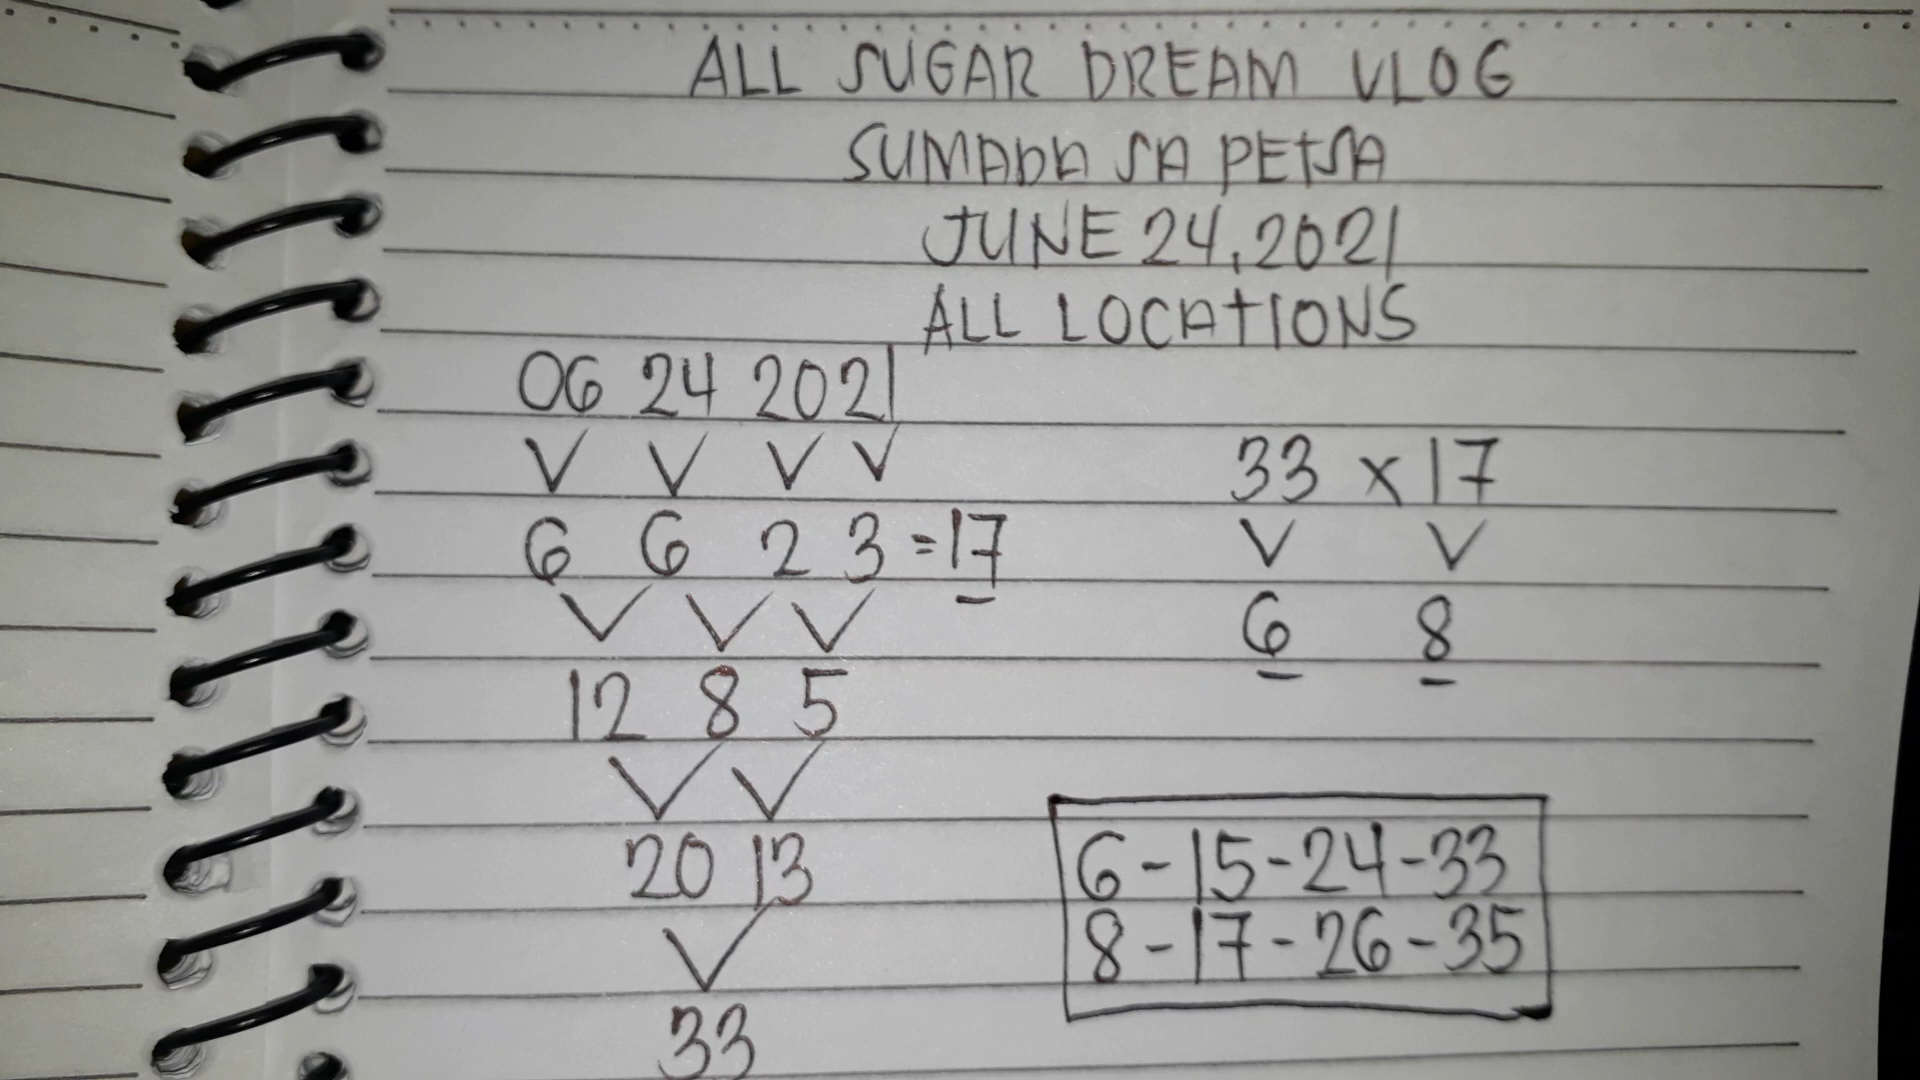 ALL SUGAR DREAM VLOG
SUMADA SA PETSA
JUNE 24, 2021
ALL LOCATIONS
06 24 2021
6 6 2 3 = 17
12 8 5
20 13
33
33 x 17
6 8
6-15-24-33
8-17-26-35